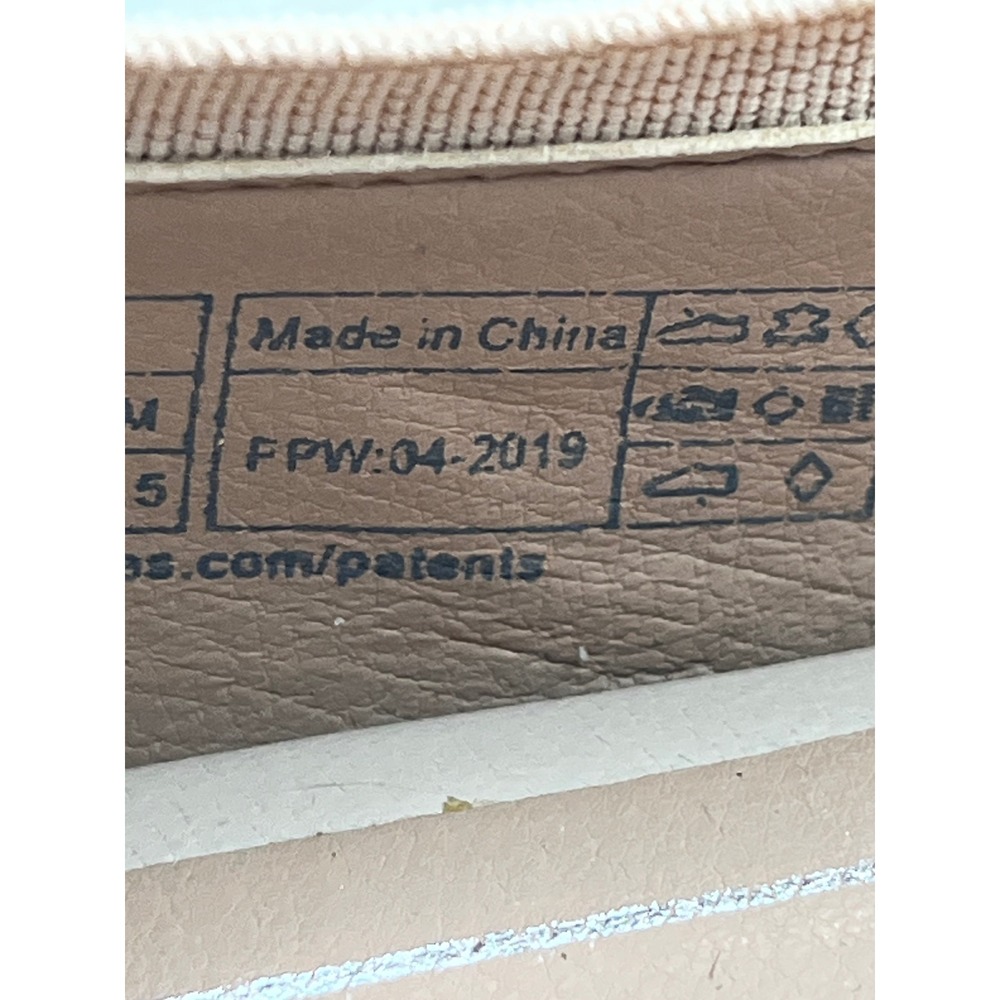 Made in China
M
FPW:04-2019
5
s.com/patents